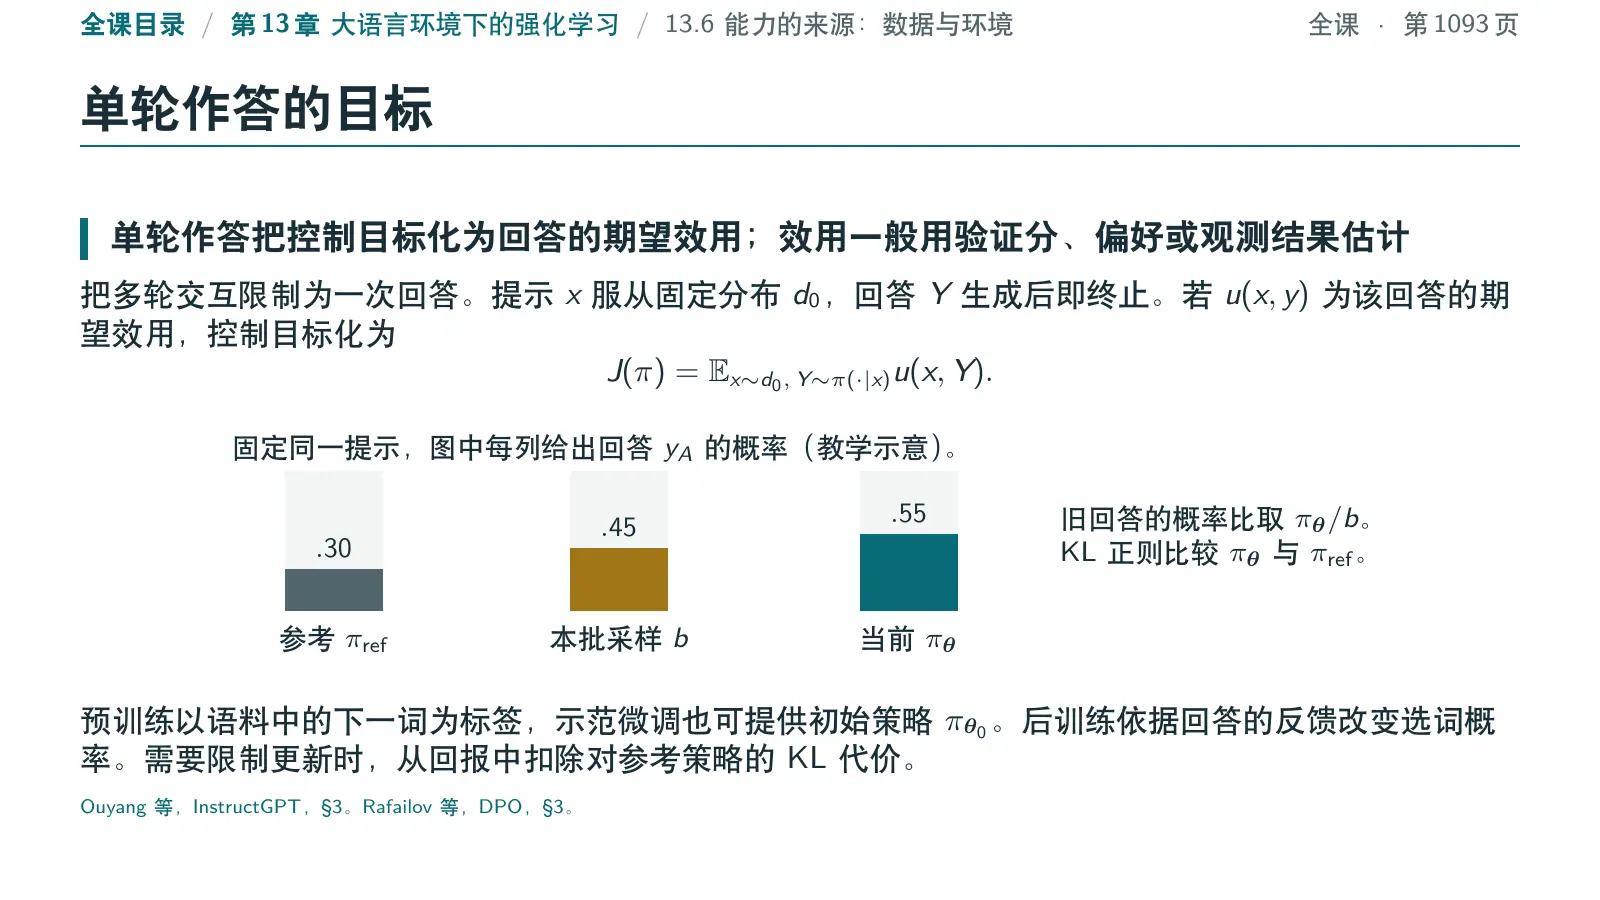 全课目录 / 第 13 章 大语言环境下的强化学习 / 13.6 能力的来源：数据与环境 全课 · 第 1093 页
单轮作答的目标
单轮作答把控制目标化为回答的期望效用；效用一般用验证分、偏好或观测结果估计
把多轮交互限制为一次回答。提示 x 服从固定分布 d₀，回答 Y 生成后即终止。若 u(x, y) 为该回答的期
望效用，控制目标化为
J(π) = 𝔼_{x∼d₀, Y∼π(·|x)} u(x, Y).
固定同一提示，图中每列给出回答 y_A 的概率（教学示意）。
.30
.45
.55
旧回答的概率比取 π_θ/b。
KL 正则比较 π_θ 与 π_ref。
参考 π_ref
本批采样 b
当前 π_θ
预训练以语料中的下一词为标签，示范微调也可提供初始策略 π_{θ₀}。后训练依据回答的反馈改变选词概
率。需要限制更新时，从回报中扣除对参考策略的 KL 代价。
Ouyang 等，InstructGPT，§3。Rafailov 等，DPO，§3。